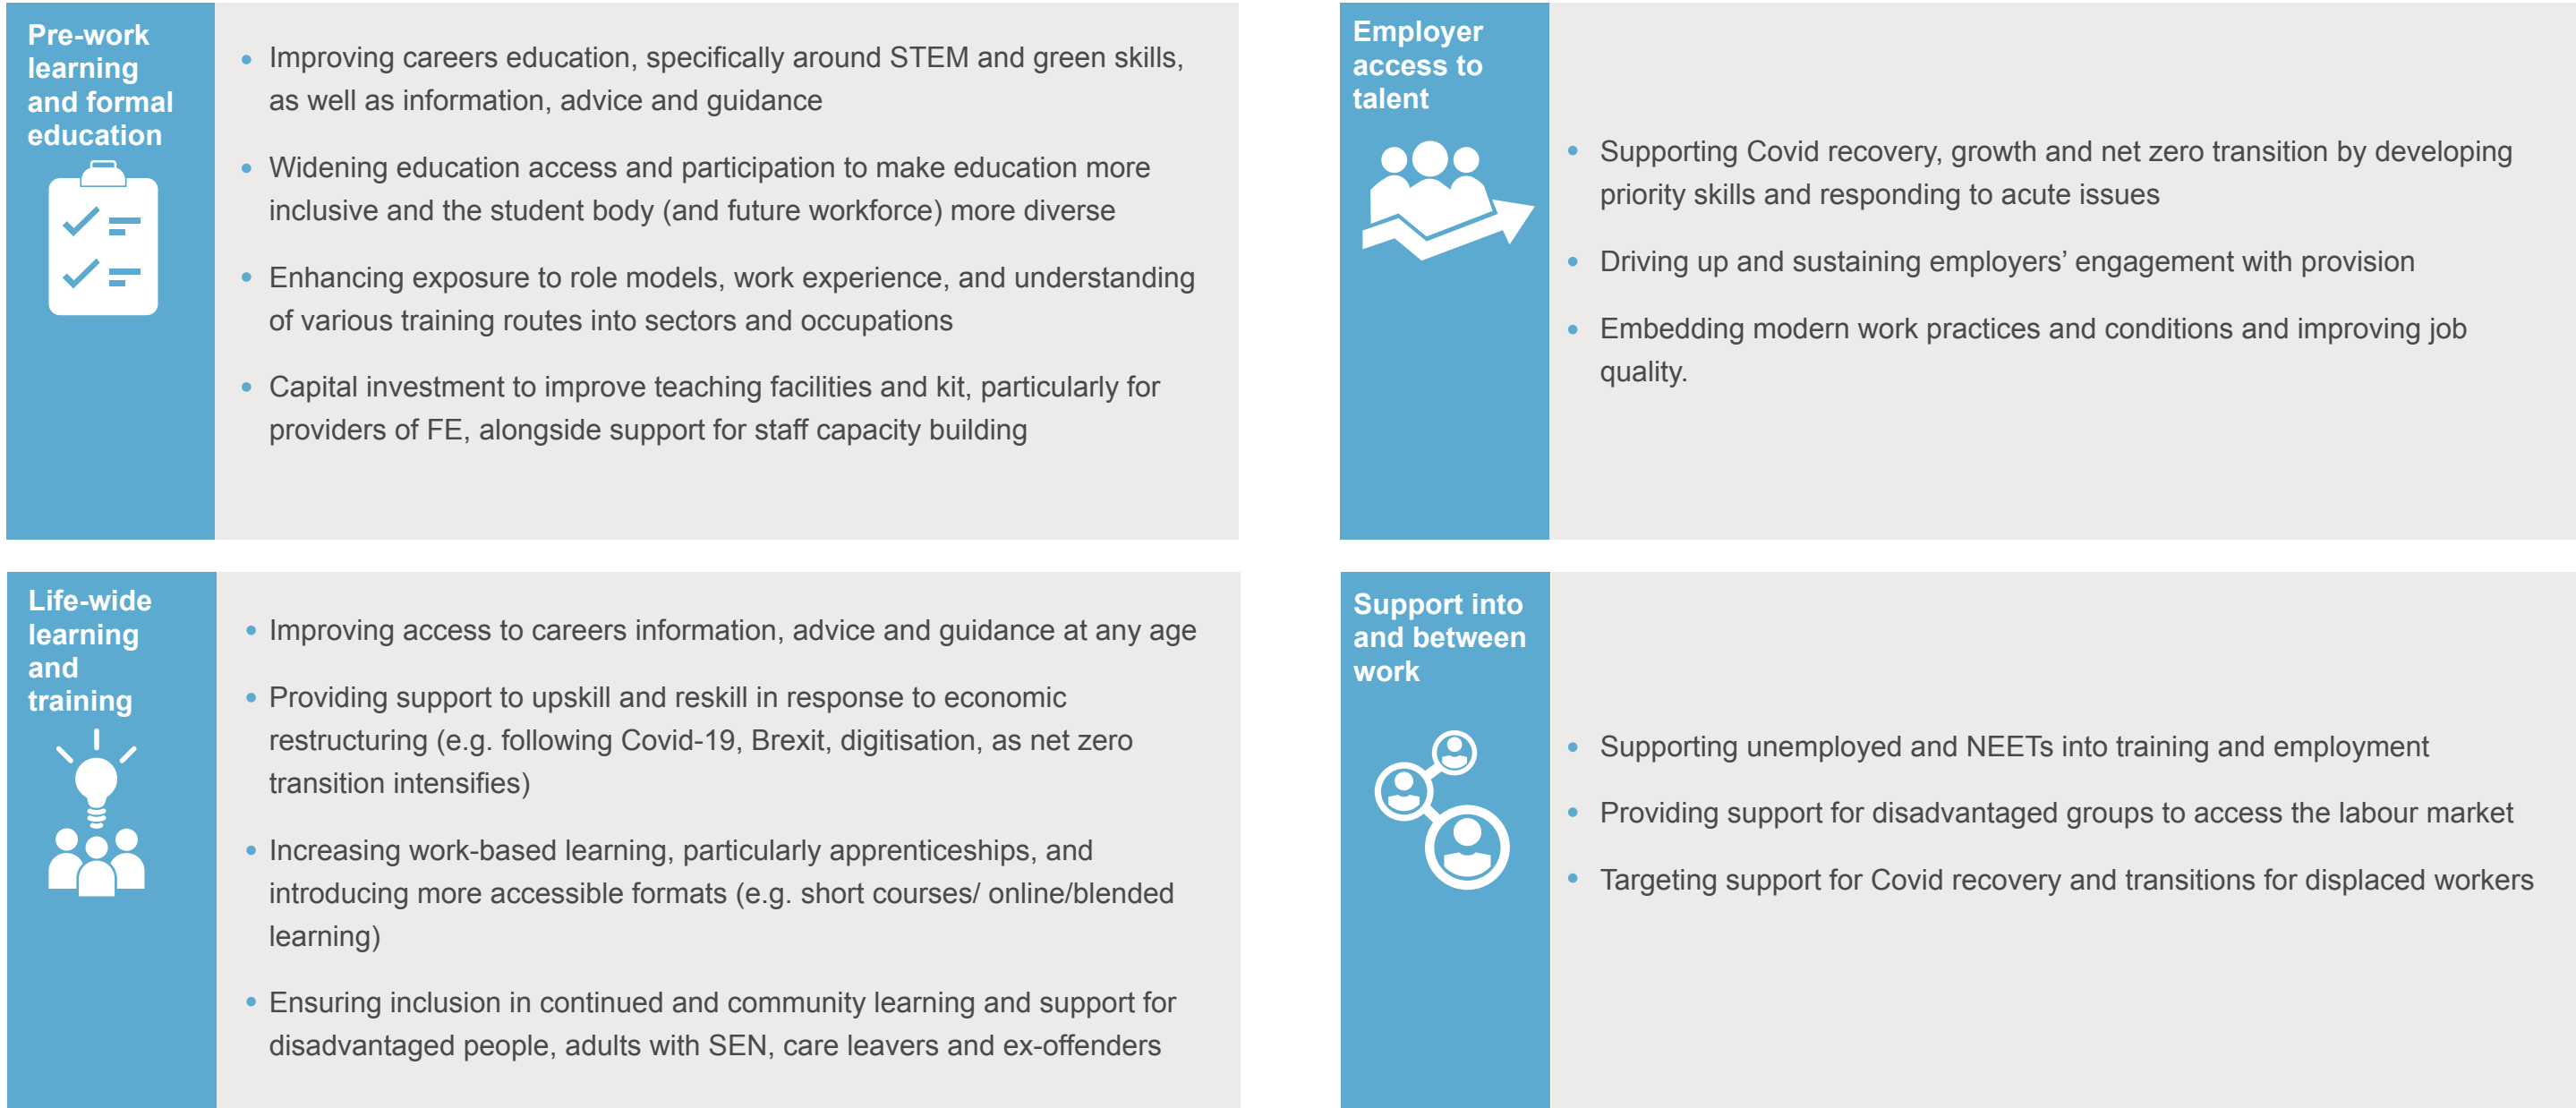 Pre-work
learning
and formal
education
• Improving careers education, specifically around STEM and green skills,
as well as information, advice and guidance
• Widening education access and participation to make education more
inclusive and the student body (and future workforce) more diverse
• Enhancing exposure to role models, work experience, and understanding
of various training routes into sectors and occupations
• Capital investment to improve teaching facilities and kit, particularly for
providers of FE, alongside support for staff capacity building
Employer
access to
talent
• Supporting Covid recovery, growth and net zero transition by developing
priority skills and responding to acute issues
• Driving up and sustaining employers’ engagement with provision
• Embedding modern work practices and conditions and improving job
quality.
Life-wide
learning
and
training
• Improving access to careers information, advice and guidance at any age
• Providing support to upskill and reskill in response to economic
restructuring (e.g. following Covid-19, Brexit, digitisation, as net zero
transition intensifies)
• Increasing work-based learning, particularly apprenticeships, and
introducing more accessible formats (e.g. short courses/ online/blended
learning)
• Ensuring inclusion in continued and community learning and support for
disadvantaged people, adults with SEN, care leavers and ex-offenders
Support into
and between
work
• Supporting unemployed and NEETs into training and employment
• Providing support for disadvantaged groups to access the labour market
• Targeting support for Covid recovery and transitions for displaced workers